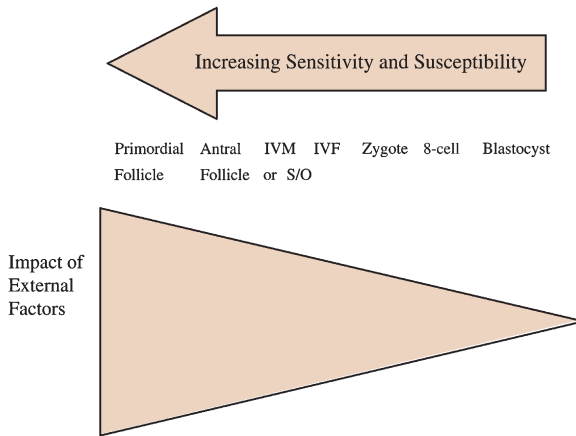 Increasing Sensitivity and Susceptibility
Primordial Antral IVM IVF Zygote 8-cell Blastocyst
Follicle Follicle or S/O
Impact of
External
Factors